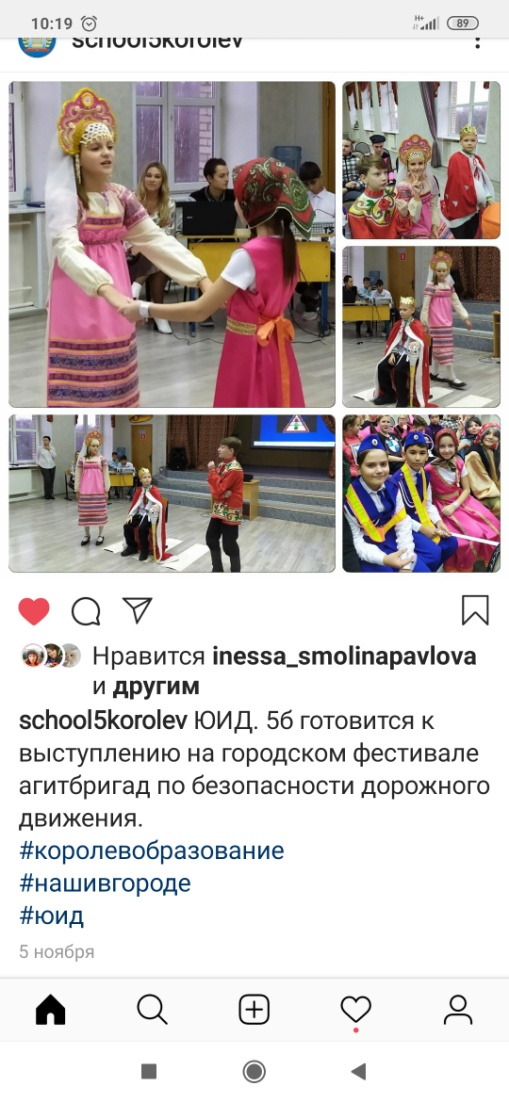 10:19
H+
89
school5korolev
Нравится inessa_smolinapavlova
и другим
school5korolev ЮИД. 5б готовится к
выступлению на городском фестивале
агитбригад по безопасности дорожного
движения.
#королевобразование
#нашивгороде
#юид
5 ноября